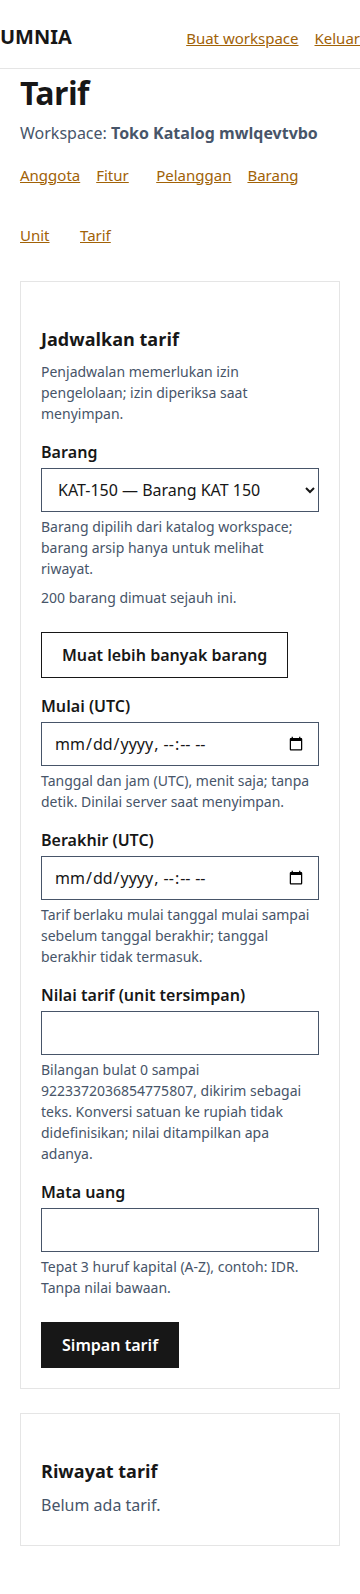 UMNIA Buat workspace Keluar
Tarif
Workspace: Toko Katalog mwlqevtvbo
Anggota Fitur Pelanggan Barang
Unit Tarif
Jadwalkan tarif
Penjadwalan memerlukan izin
pengelolaan; izin diperiksa saat
menyimpan.
Barang
KAT-150 — Barang KAT 150
Barang dipilih dari katalog workspace;
barang arsip hanya untuk melihat
riwayat.
200 barang dimuat sejauh ini.
Muat lebih banyak barang
Mulai (UTC)
mm/dd/yyyy, --:-- --
Tanggal dan jam (UTC), menit saja; tanpa
detik. Dinilai server saat menyimpan.
Berakhir (UTC)
mm/dd/yyyy, --:-- --
Tarif berlaku mulai tanggal mulai sampai
sebelum tanggal berakhir; tanggal
berakhir tidak termasuk.
Nilai tarif (unit tersimpan)
Bilangan bulat 0 sampai
9223372036854775807, dikirim sebagai
teks. Konversi satuan ke rupiah tidak
didefinisikan; nilai ditampilkan apa
adanya.
Mata uang
Tepat 3 huruf kapital (A-Z), contoh: IDR.
Tanpa nilai bawaan.
Simpan tarif
Riwayat tarif
Belum ada tarif.